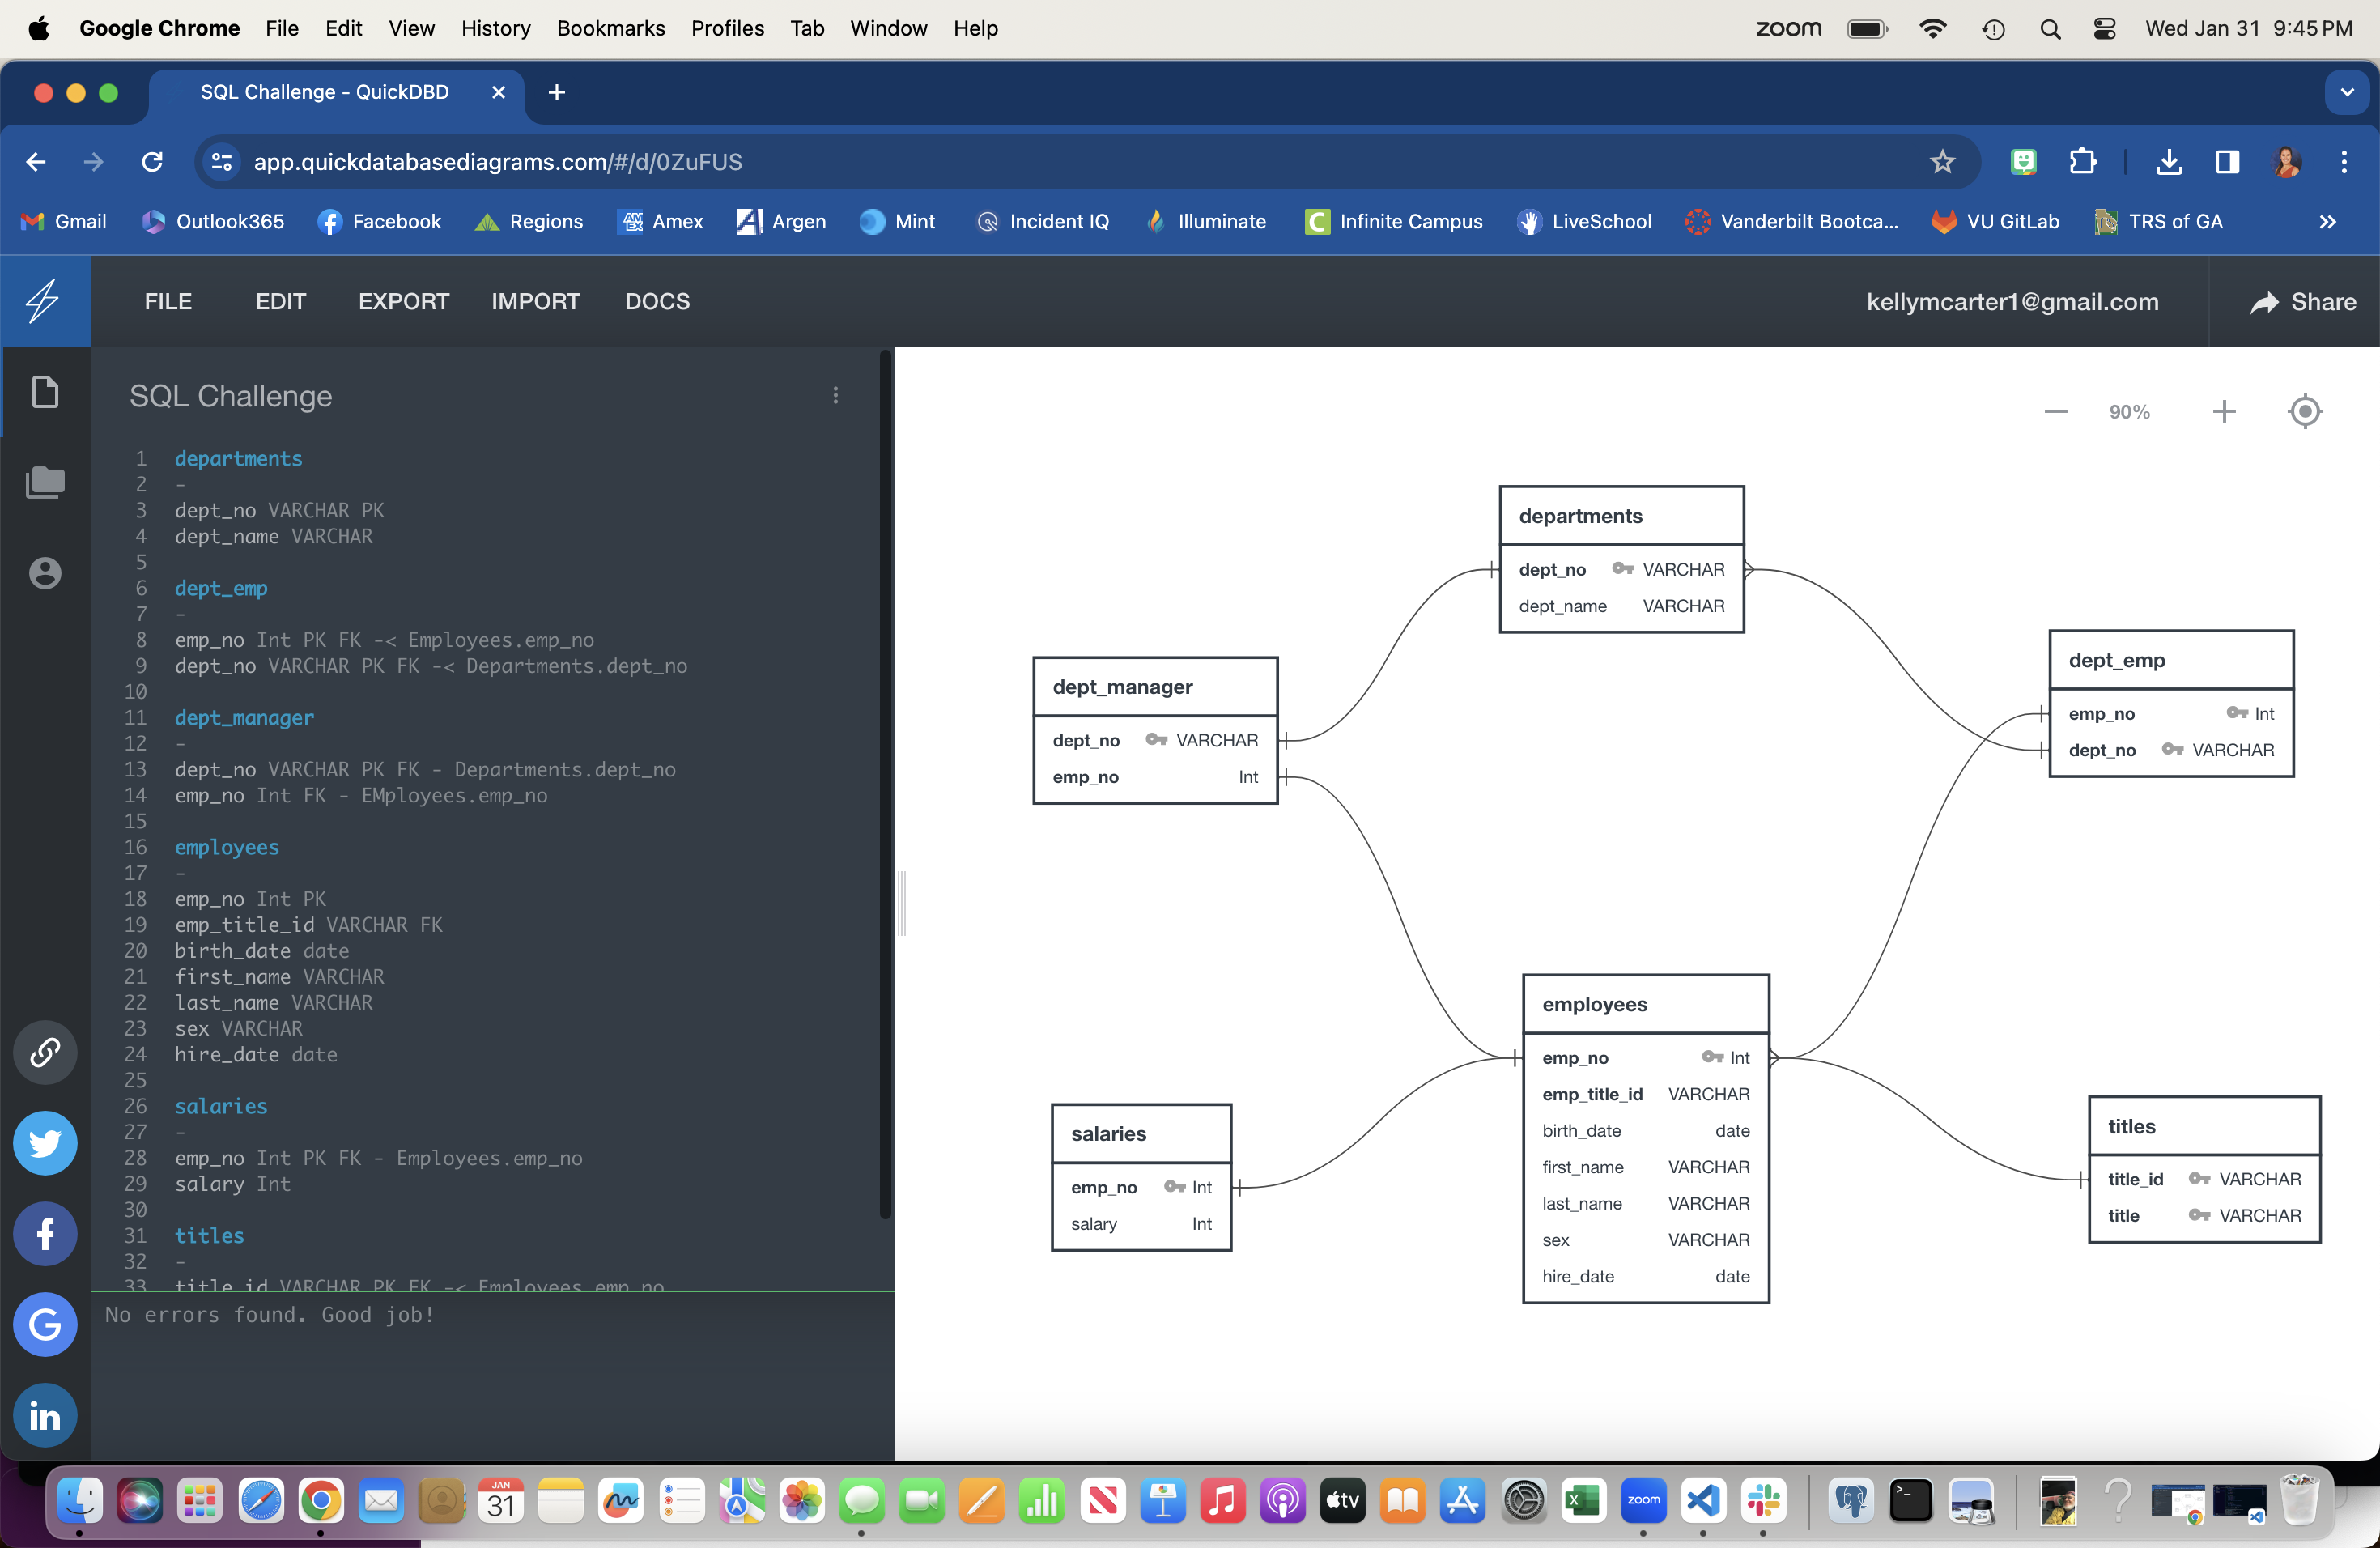 Google Chrome File Edit View History Bookmarks Profiles Tab Window Help
zoom Wed Jan 31 9:45 PM
SQL Challenge - QuickDBD
app.quickdatabasediagrams.com/#/d/0ZuFUS
Gmail Outlook365 Facebook Regions Amex Argen Mint Incident IQ Illuminate Infinite Campus LiveSchool Vanderbilt Bootca... VU GitLab TRS of GA
FILE EDIT EXPORT IMPORT DOCS
kellymcarter1@gmail.com Share
SQL Challenge
1 departments
2 -
3 dept_no VARCHAR PK
4 dept_name VARCHAR
5
6 dept_emp
7 -
8 emp_no Int PK FK -< Employees.emp_no
9 dept_no VARCHAR PK FK -< Departments.dept_no
10
11 dept_manager
12 -
13 dept_no VARCHAR PK FK - Departments.dept_no
14 emp_no Int FK - EMployees.emp_no
15
16 employees
17 -
18 emp_no Int PK
19 emp_title_id VARCHAR FK
20 birth_date date
21 first_name VARCHAR
22 last_name VARCHAR
23 sex VARCHAR
24 hire_date date
25
26 salaries
27 -
28 emp_no Int PK FK - Employees.emp_no
29 salary Int
30
31 titles
32 -
33 title_id VARCHAR PK FK -< Employees.emp_no
No errors found. Good job!
90%
departments
dept_no VARCHAR
dept_name VARCHAR
dept_emp
emp_no Int
dept_no VARCHAR
dept_manager
dept_no VARCHAR
emp_no Int
employees
emp_no Int
emp_title_id VARCHAR
birth_date date
first_name VARCHAR
last_name VARCHAR
sex VARCHAR
hire_date date
salaries
emp_no Int
salary Int
titles
title_id VARCHAR
title VARCHAR
JAN
31
tv
zoom